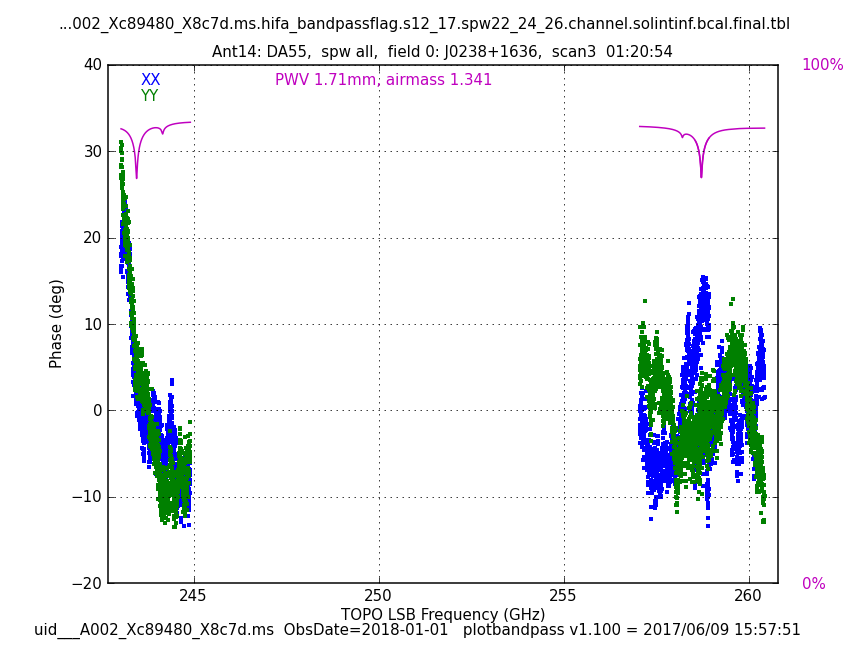 ...002_Xc89480_X8c7d.ms.hifa_bandpassflag.s12_17.spw22_24_26.channel.solintinf.bcal.final.tbl
Ant14: DA55,  spw all,  field 0: J0238+1636,  scan3  01:20:54
40
100%
XX
PWV 1.71mm, airmass 1.341
YY
30
20
10
Phase (deg)
0
−10
−20
0%
245
250
255
260
TOPO LSB Frequency (GHz)
uid___A002_Xc89480_X8c7d.ms  ObsDate=2018-01-01   plotbandpass v1.100 = 2017/06/09 15:57:51